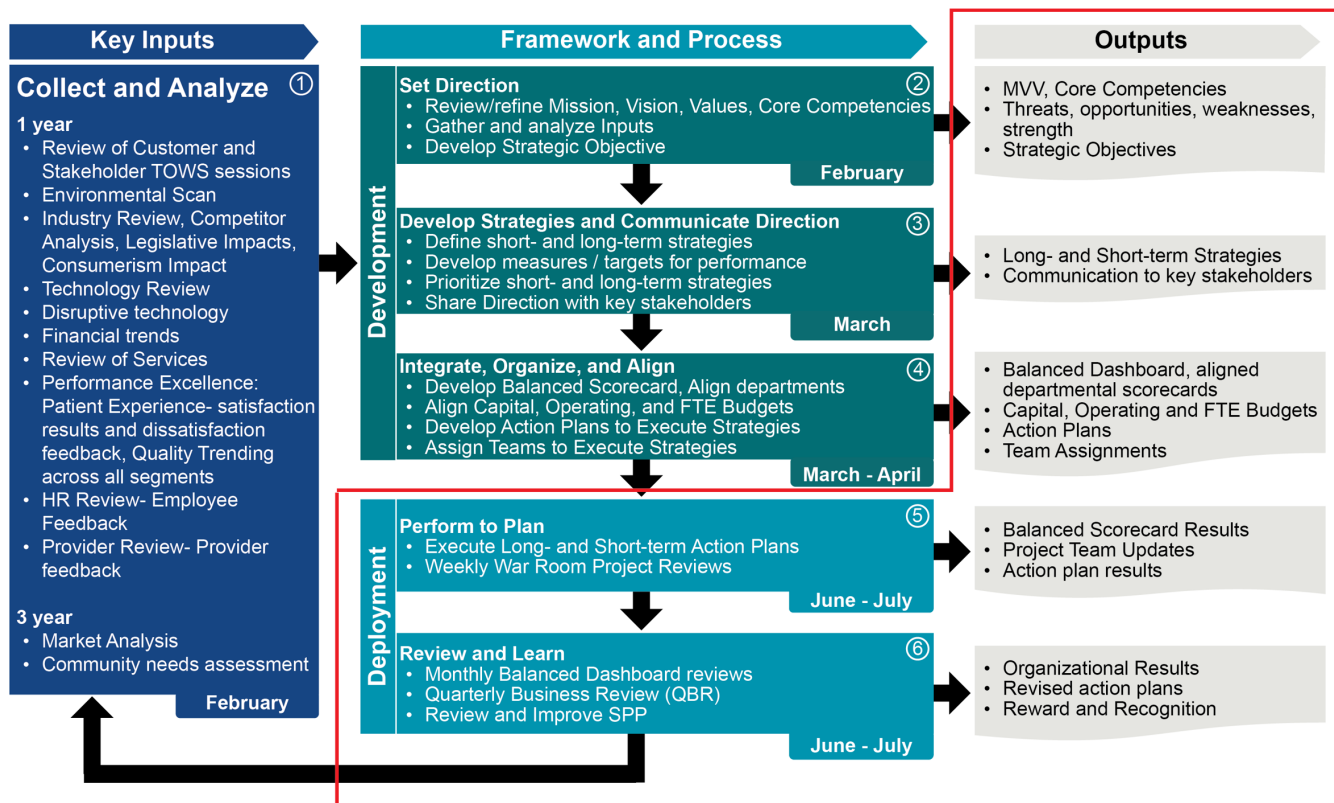 Key Inputs
Collect and Analyze ①
1 year
• Review of Customer and
Stakeholder TOWS sessions
• Environmental Scan
• Industry Review, Competitor
Analysis, Legislative Impacts,
Consumerism Impact
• Technology Review
• Disruptive technology
• Financial trends
• Review of Services
• Performance Excellence:
Patient Experience- satisfaction
results and dissatisfaction
feedback, Quality Trending
across all segments
• HR Review- Employee
Feedback
• Provider Review- Provider
feedback
3 year
• Market Analysis
• Community needs assessment
February
Framework and Process
Development
Set Direction ②
• Review/refine Mission, Vision, Values, Core Competencies
• Gather and analyze Inputs
• Develop Strategic Objective
February
Develop Strategies and Communicate Direction ③
• Define short- and long-term strategies
• Develop measures / targets for performance
• Prioritize short- and long-term strategies
• Share Direction with key stakeholders
March
Integrate, Organize, and Align ④
• Develop Balanced Scorecard, Align departments
• Align Capital, Operating, and FTE Budgets
• Develop Action Plans to Execute Strategies
• Assign Teams to Execute Strategies
March - April
Deployment
Perform to Plan ⑤
• Execute Long- and Short-term Action Plans
• Weekly War Room Project Reviews
June - July
Review and Learn ⑥
• Monthly Balanced Dashboard reviews
• Quarterly Business Review (QBR)
• Review and Improve SPP
June - July
Outputs
• MVV, Core Competencies
• Threats, opportunities, weaknesses,
strength
• Strategic Objectives
• Long- and Short-term Strategies
• Communication to key stakeholders
• Balanced Dashboard, aligned
departmental scorecards
• Capital, Operating and FTE Budgets
• Action Plans
• Team Assignments
• Balanced Scorecard Results
• Project Team Updates
• Action plan results
• Organizational Results
• Revised action plans
• Reward and Recognition